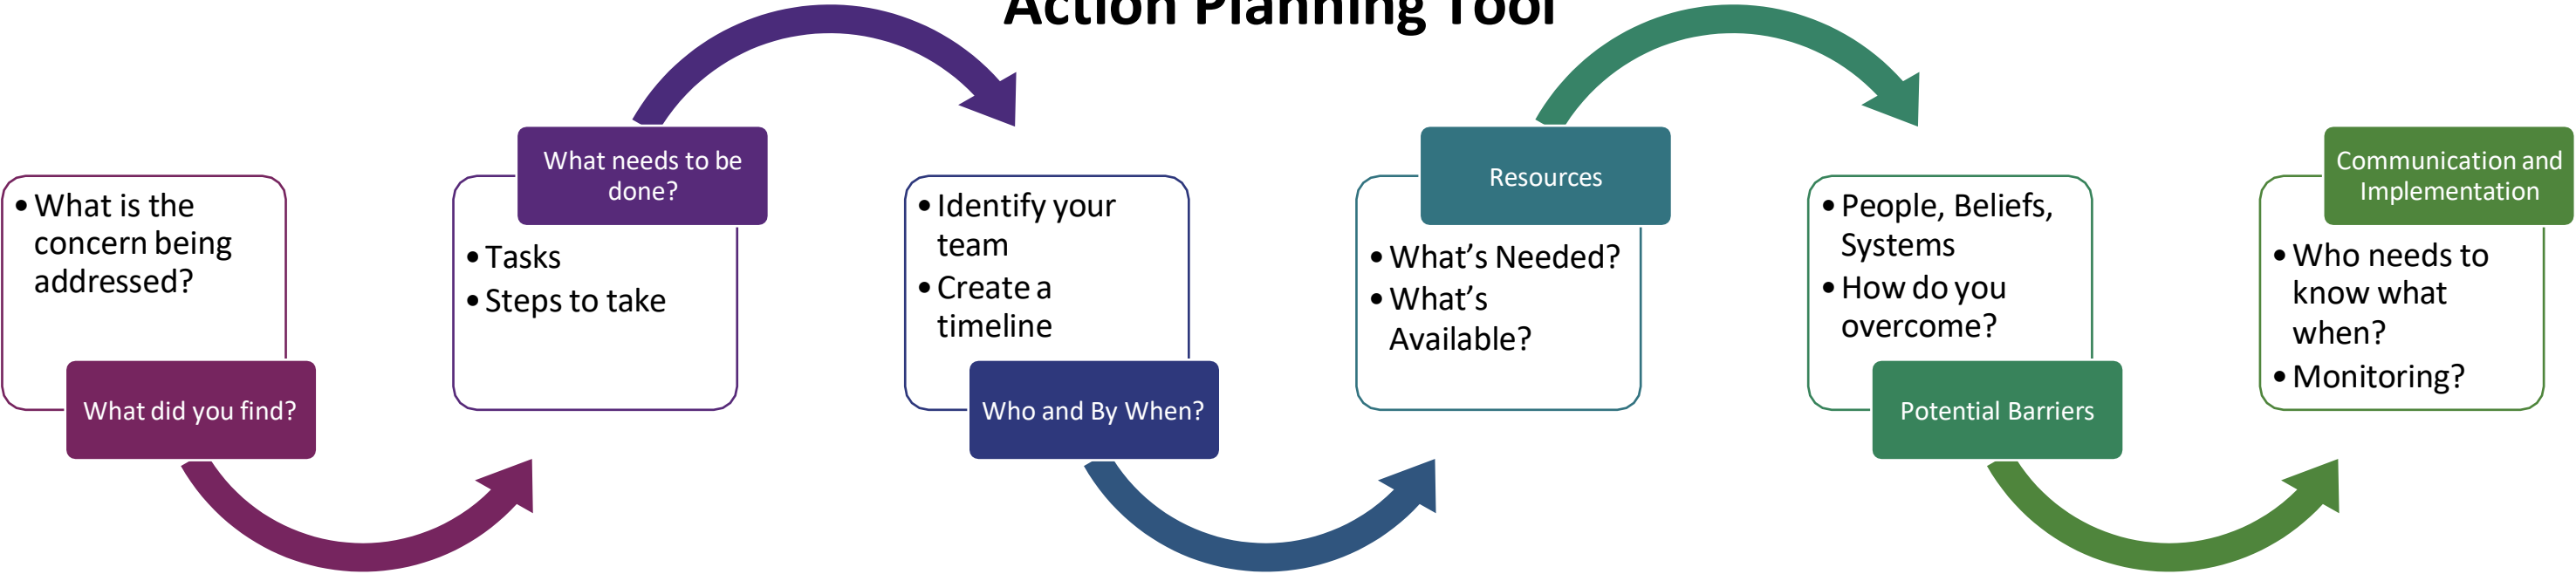 Action Planning Tool
• What is the
concern being
addressed?
What did you find?
What needs to be
done?
• Tasks
• Steps to take
• Identify your
team
• Create a
timeline
Who and By When?
Resources
• What's Needed?
• What's
Available?
• People, Beliefs,
Systems
• How do you
overcome?
Potential Barriers
Communication and
Implementation
• Who needs to
know what
when?
• Monitoring?